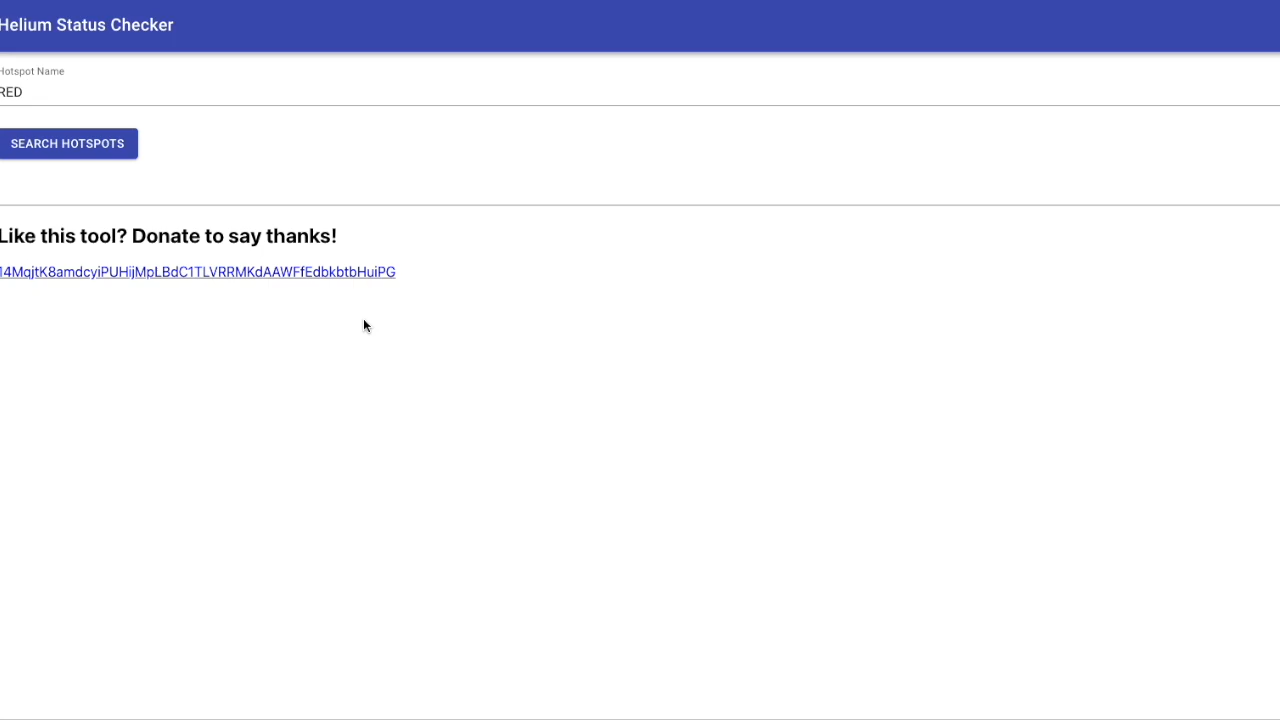 Helium Status Checker
Hotspot Name
RED
SEARCH HOTSPOTS
Like this tool? Donate to say thanks!
14MqjtK8amdcyiPUHijMpLBdC1TLVRRMKdAAWFfEdbkbtbHuiPG